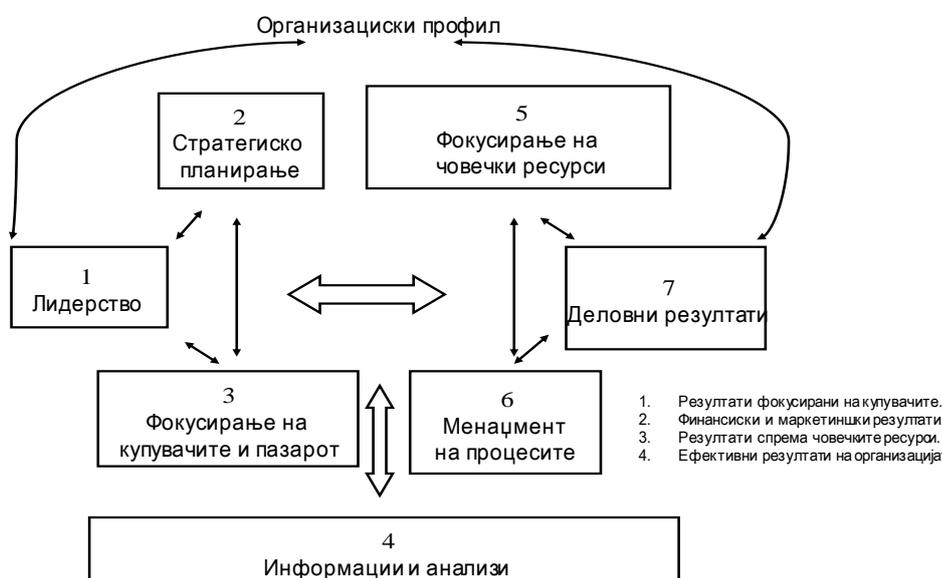 Организациски профил
2
Стратегиско
планирање
5
Фокусирање на
човечки ресурси
1
Лидерство
7
Деловни резултати
3
Фокусирање на
купувачите и пазарот
6
Менаџмент
на процесите
1. Резултати фокусирани на купувачите.
2. Финансиски и маркетиншки резултати
3. Резултати спрема човечките ресурси.
4. Ефективни резултати на
4
Информации и анализи